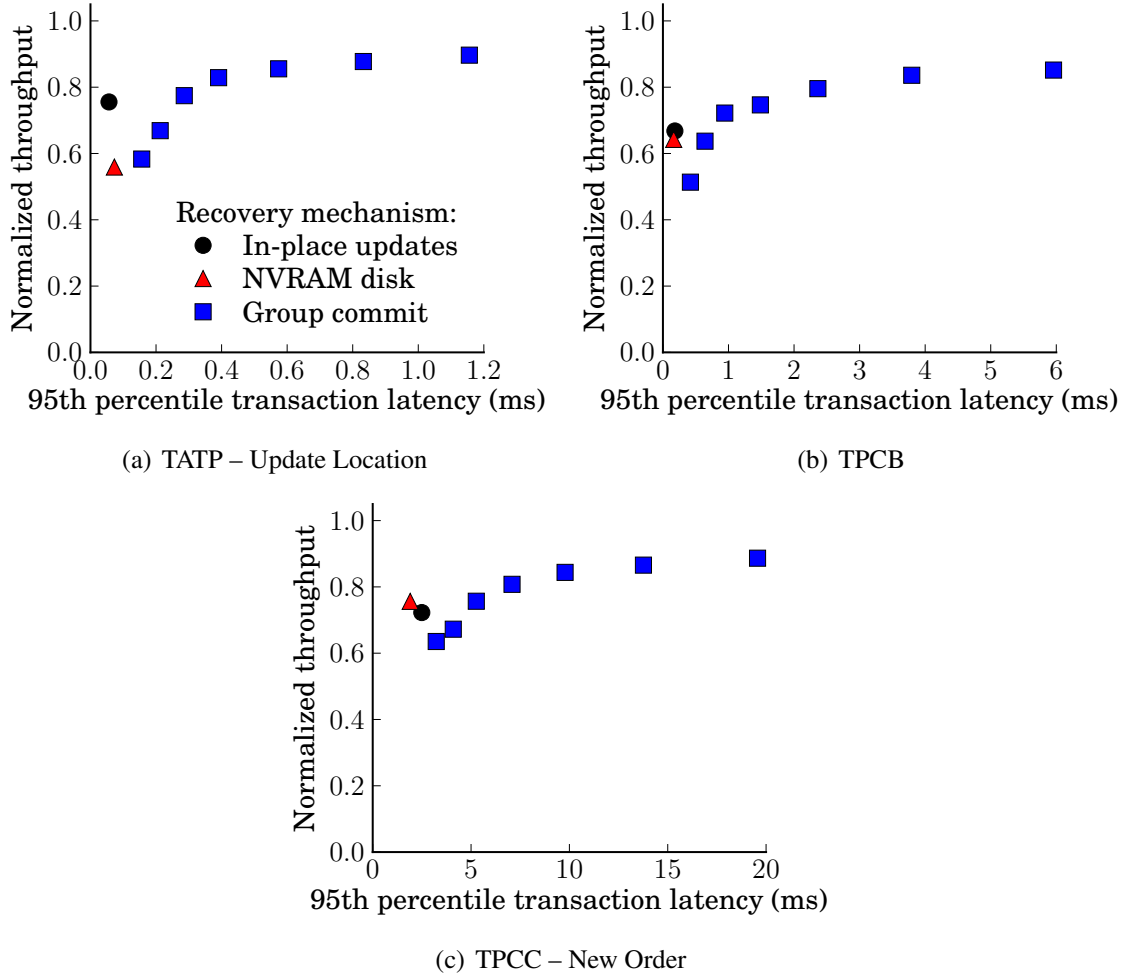 1.0
0.8
0.6
0.4
0.2
0.0
Normalized throughput
Recovery mechanism:
In-place updates
NVRAM disk
Group commit
0.0 0.2 0.4 0.6 0.8 1.0 1.2
95th percentile transaction latency (ms)
(a) TATP – Update Location
1.0
0.8
0.6
0.4
0.2
0.0
Normalized throughput
0 1 2 3 4 5 6
95th percentile transaction latency (ms)
(b) TPCB
1.0
0.8
0.6
0.4
0.2
0.0
Normalized throughput
0 5 10 15 20
95th percentile transaction latency (ms)
(c) TPCC – New Order